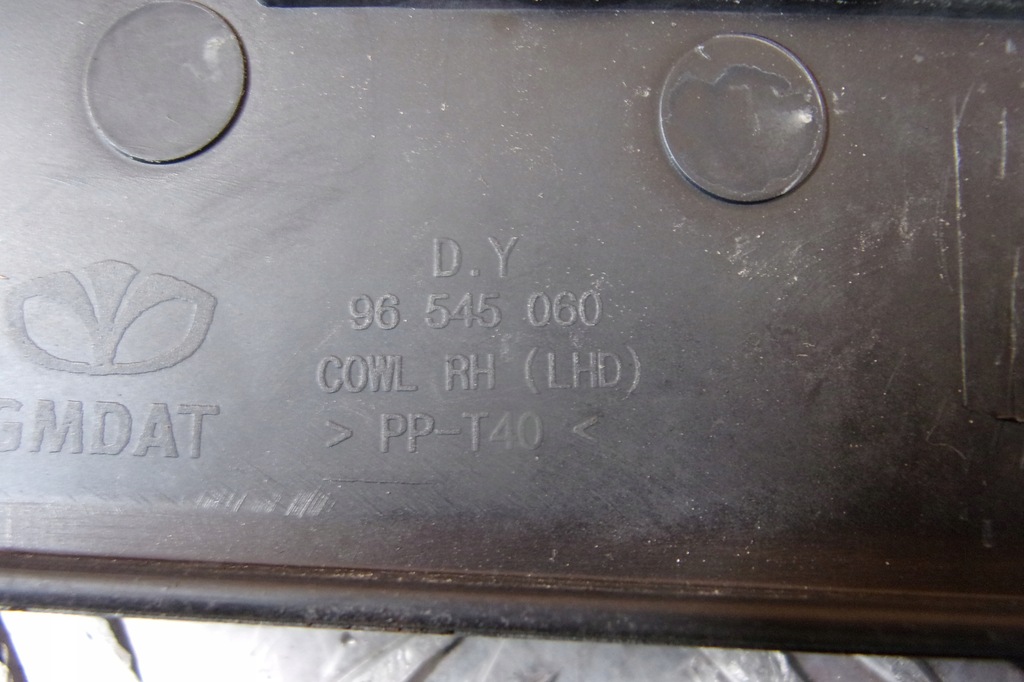 D.Y
96 545 060
COWL RH (LHD)
> PP-T40 <
GMDAT